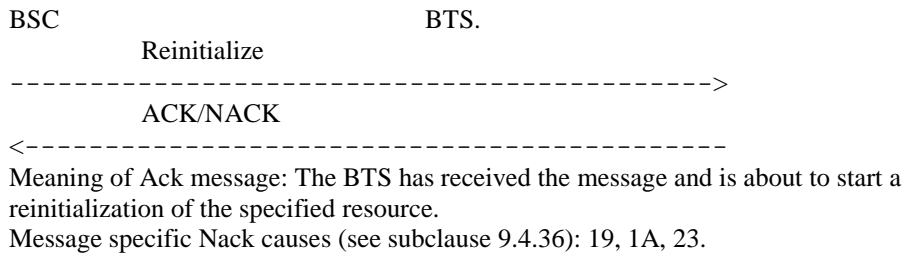 BSC BTS.
Reinitialize
-------------------------------------------->
ACK/NACK
<--------------------------------------------
Meaning of Ack message: The BTS has received the message and is about to start a
reinitialization of the specified resource.
Message specific Nack causes (see subclause 9.4.36): 19, 1A, 23.